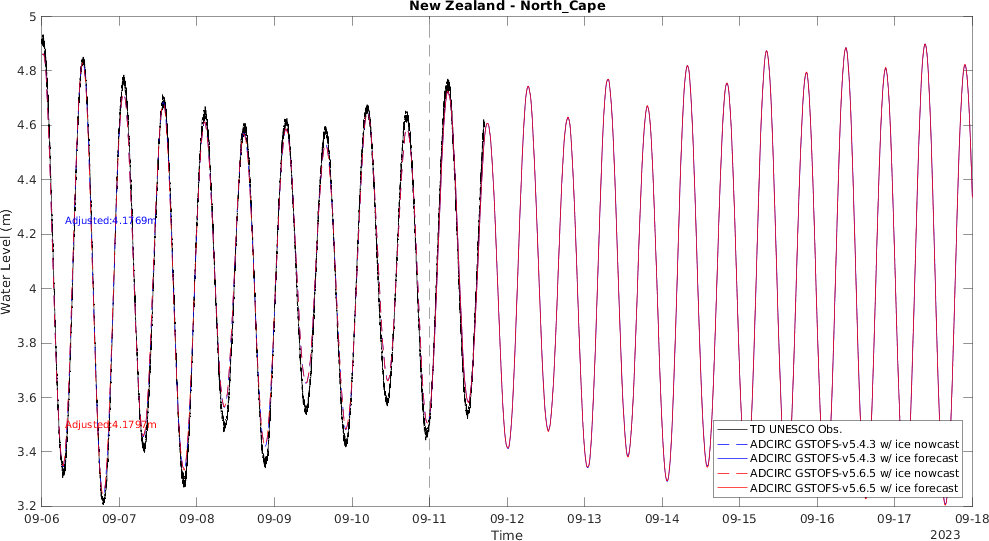 New Zealand - North_Cape
5
4.8
4.6
4.4
4.2
4
3.8
3.6
3.4
3.2
Water Level (m)
Adjusted:4.1769m
Adjusted:4.1797m
TD UNESCO Obs.
ADCIRC GSTOFS-v5.4.3 w/ ice nowcast
ADCIRC GSTOFS-v5.4.3 w/ ice forecast
ADCIRC GSTOFS-v5.6.5 w/ ice nowcast
ADCIRC GSTOFS-v5.6.5 w/ ice forecast
09-06 09-07 09-08 09-09 09-10 09-11 09-12 09-13 09-14 09-15 09-16 09-17 09-18
Time
2023